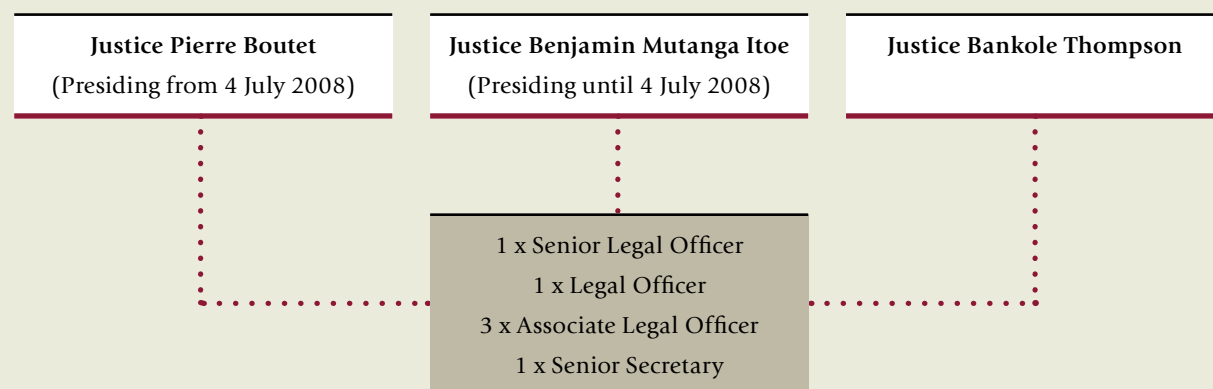 Justice Pierre Boutet
(Presiding from 4 July 2008)
Justice Benjamin Mutanga Itoe
(Presiding until 4 July 2008)
Justice Bankole Thompson
1 x Senior Legal Officer
1 x Legal Officer
3 x Associate Legal Officer
1 x Senior Secretary